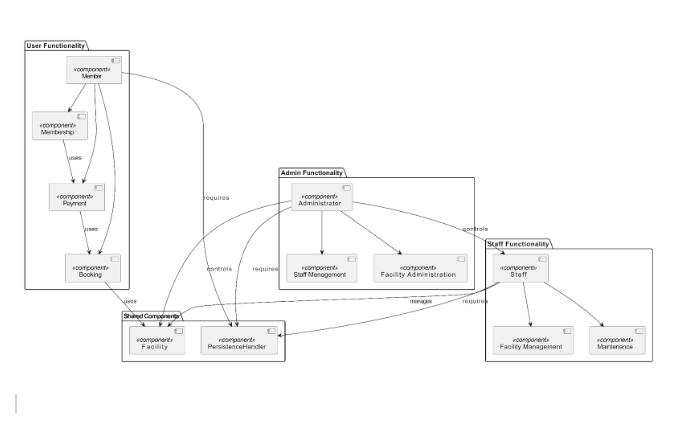 User Functionality
«component»
Member
«component»
Membership
uses
«component»
Payment
uses
«component»
Booking
uses
requires
Admin Functionality
«component»
Administrator
controls
requires
controls
«component»
Staff Management
«component»
Facility Administration
Staff Functionality
«component»
Staff
manages
requires
«component»
Facility Management
«component»
Maintenance
Shared Components
«component»
Facility
«component»
PersistenceHandler